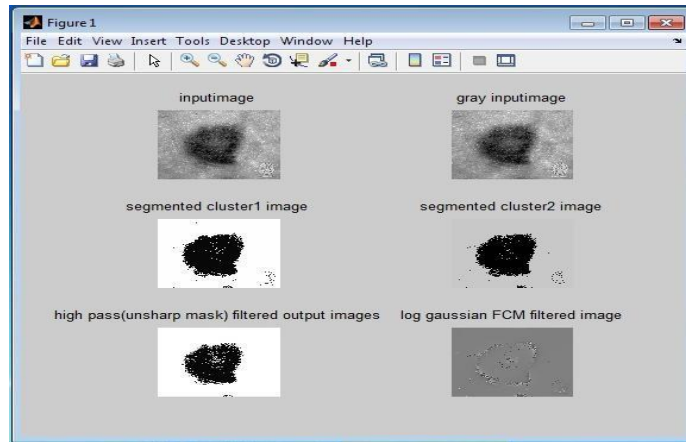 Figure 1
File Edit View Insert Tools Desktop Window Help
inputimage
gray inputimage
segmented cluster1 image
segmented cluster2 image
high pass(unsharp mask) filtered output images
log gaussian FCM filtered image